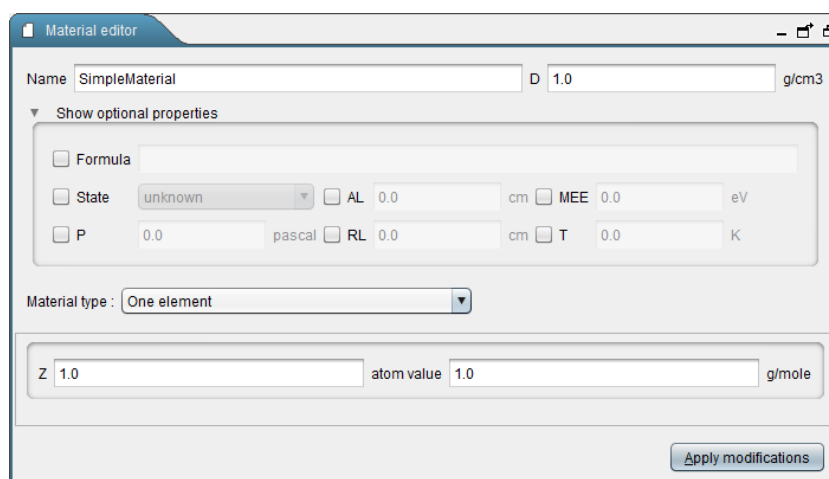 Material editor
Name SimpleMaterial D 1.0 g/cm3
Show optional properties
Formula
State unknown AL 0.0 cm MEE 0.0 eV
P 0.0 pascal RL 0.0 cm T 0.0 K
Material type : One element
Z 1.0 atom value 1.0 g/mole
Apply modifications